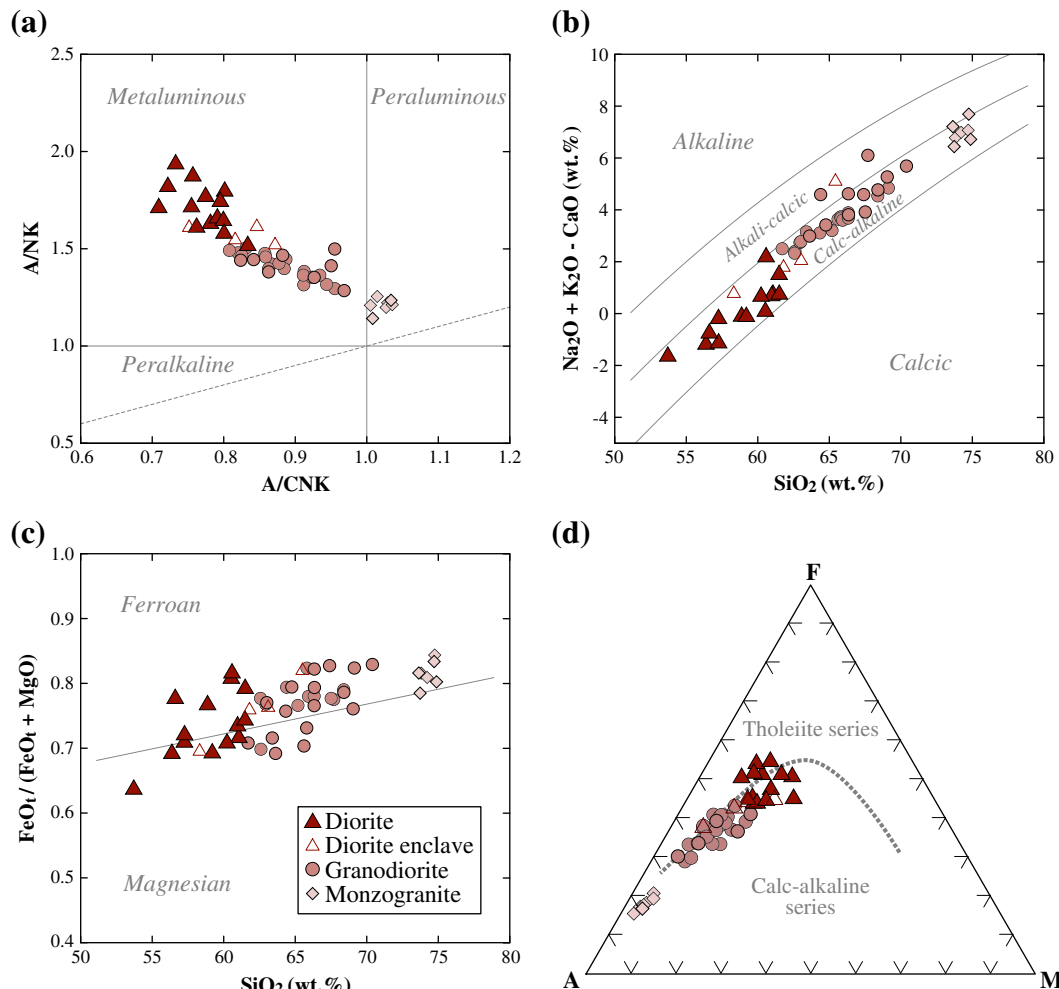 (a)
2.5
2.0
1.5
1.0
0.5
A/NK
Metaluminous
Peraluminous
Peralkaline
0.6 0.7 0.8 0.9 1.0 1.1 1.2
A/CNK
(b)
10
8
6
4
2
0
-2
-4
Na2O + K2O - CaO (wt.%)
Alkaline
Alkali-calcic
Calc-alkaline
Calcic
50 55 60 65 70 75 80
SiO2 (wt.%)
(c)
1.0
0.9
0.8
0.7
0.6
0.5
0.4
FeOt / (FeOt + MgO)
Ferroan
Magnesian
Diorite
Diorite enclave
Granodiorite
Monzogranite
50 55 60 65 70 75 80
SiO2 (wt.%)
(d)
F
Tholeiite series
Calc-alkaline
series
A
M